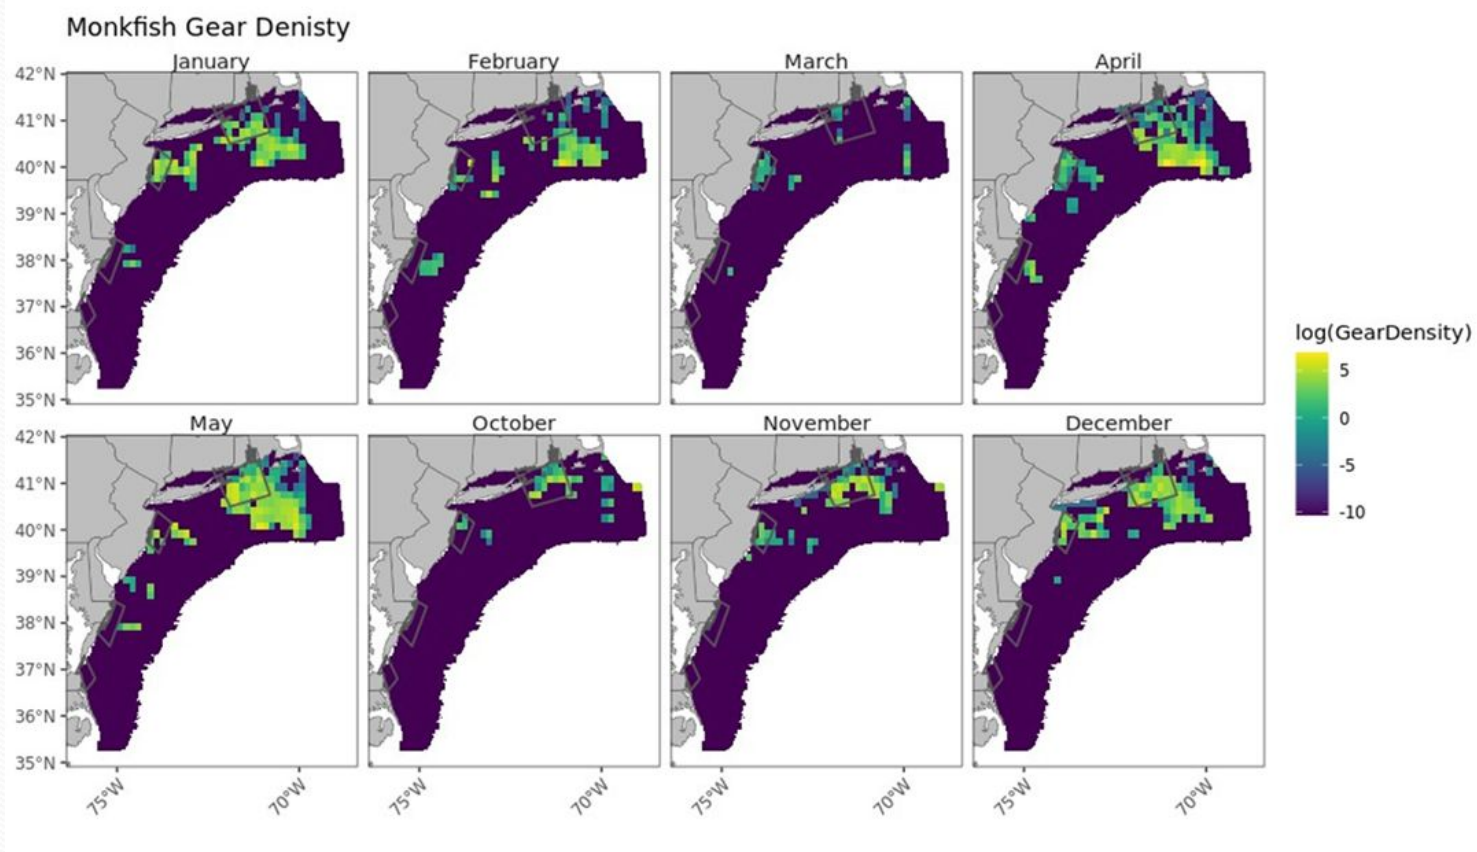 Monkfish Gear Denisty
January February March April
42°N
41°N
40°N
39°N
38°N
37°N
36°N
35°N
log(GearDensity)
5
0
-5
-10
May October November December
42°N
41°N
40°N
39°N
38°N
37°N
36°N
35°N
75°W 70°W 75°W 70°W 75°W 70°W 75°W 70°W